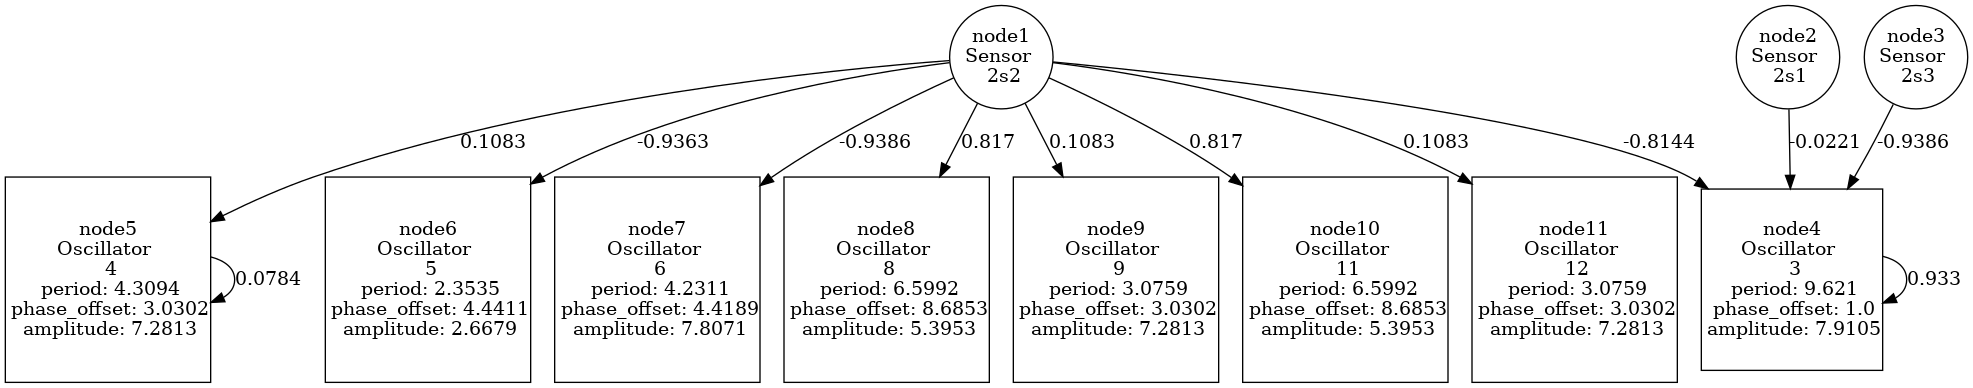 node1
Sensor
2s2
node2
Sensor
2s1
node3
Sensor
2s3
0.1083
-0.9363
-0.9386
0.817
0.1083
0.817
0.1083
-0.8144
-0.0221
-0.9386
node5
Oscillator
4
period: 4.3094
phase_offset: 3.0302
amplitude: 7.2813
0.0784
node6
Oscillator
5
period: 2.3535
phase_offset: 4.4411
amplitude: 2.6679
node7
Oscillator
6
period: 4.2311
phase_offset: 4.4189
amplitude: 7.8071
node8
Oscillator
8
period: 6.5992
phase_offset: 8.6853
amplitude: 5.3953
node9
Oscillator
9
period: 3.0759
phase_offset: 3.0302
amplitude: 7.2813
node10
Oscillator
11
period: 6.5992
phase_offset: 8.6853
amplitude: 5.3953
node11
Oscillator
12
period: 3.0759
phase_offset: 3.0302
amplitude: 7.2813
node4
Oscillator
3
period: 9.621
phase_offset: 1.0
amplitude: 7.9105
0.933